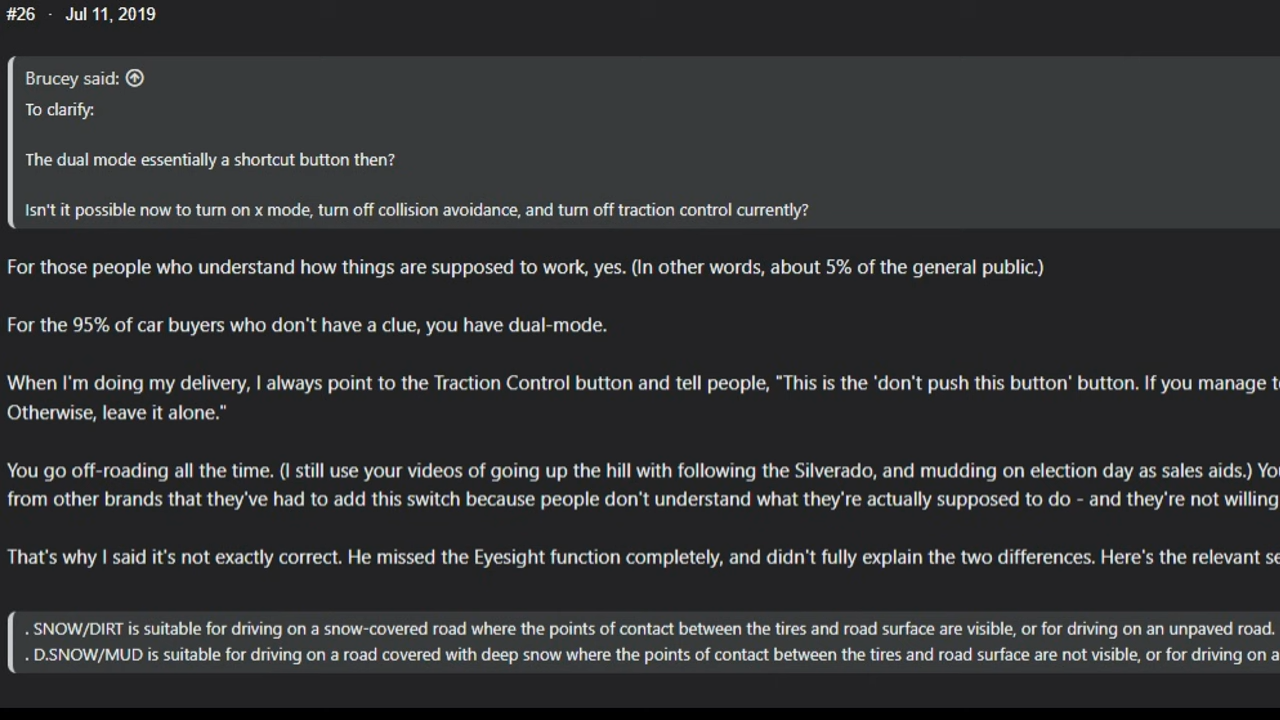 #26 · Jul 11, 2019
Brucey said:
To clarify:
The dual mode essentially a shortcut button then?
Isn't it possible now to turn on x mode, turn off collision avoidance, and turn off traction control currently?
For those people who understand how things are supposed to work, yes. (In other words, about 5% of the general public.)
For the 95% of car buyers who don't have a clue, you have dual-mode.
When I'm doing my delivery, I always point to the Traction Control button and tell people, "This is the 'don't push this button' button. If you manage
Otherwise, leave it alone."
You go off-roading all the time. (I still use your videos of going up the hill with following the Silverado, and mudding on election day as sales aids.)
from other brands that they've had to add this switch because people don't understand what they're actually supposed to do - and they're not willing
That's why I said it's not exactly correct. He missed the Eyesight function completely, and didn't fully explain the two differences. Here's the relevant
. SNOW/DIRT is suitable for driving on a snow-covered road where the points of contact between the tires and road surface are visible, or for driving on an unpaved road.
. D.SNOW/MUD is suitable for driving on a road covered with deep snow where the points of contact between the tires and road surface are not visible, or for driving on a